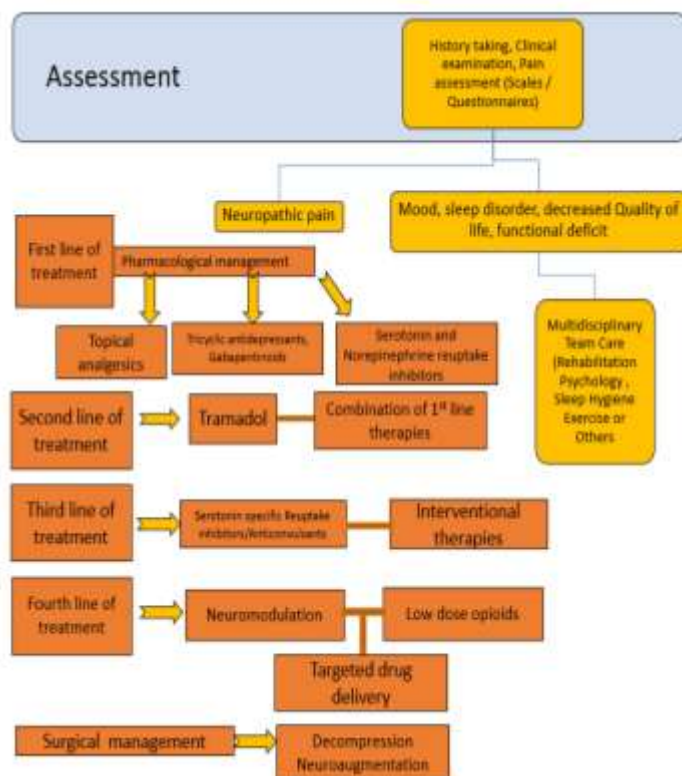 Assessment
History taking, Clinical
examination, Pain
assessment (Scales /
Questionnaires)
Neuropathic pain
Mood, sleep disorder, decreased Quality of
life, functional deficit
First line of
treatment
Pharmacological management
Topical
analgesics
Tricyclic antidepressants,
Gabapentinoids
Serotonin and
Norepinephrine reuptake
inhibitors
Multidisciplinary
Team Care
(Rehabilitation
Psychology ,
Sleep Hygiene
Exercise or
Others
Second line of
treatment
Tramadol
Combination of 1st line
therapies
Third line of
treatment
Serotonin specific Reuptake
inhibitors/Anticonvulsants
Interventional
therapies
Fourth line of
treatment
Neuromodulation
Low dose opioids
Targeted drug
delivery
Surgical management
Decompression
Neuroaugmentation